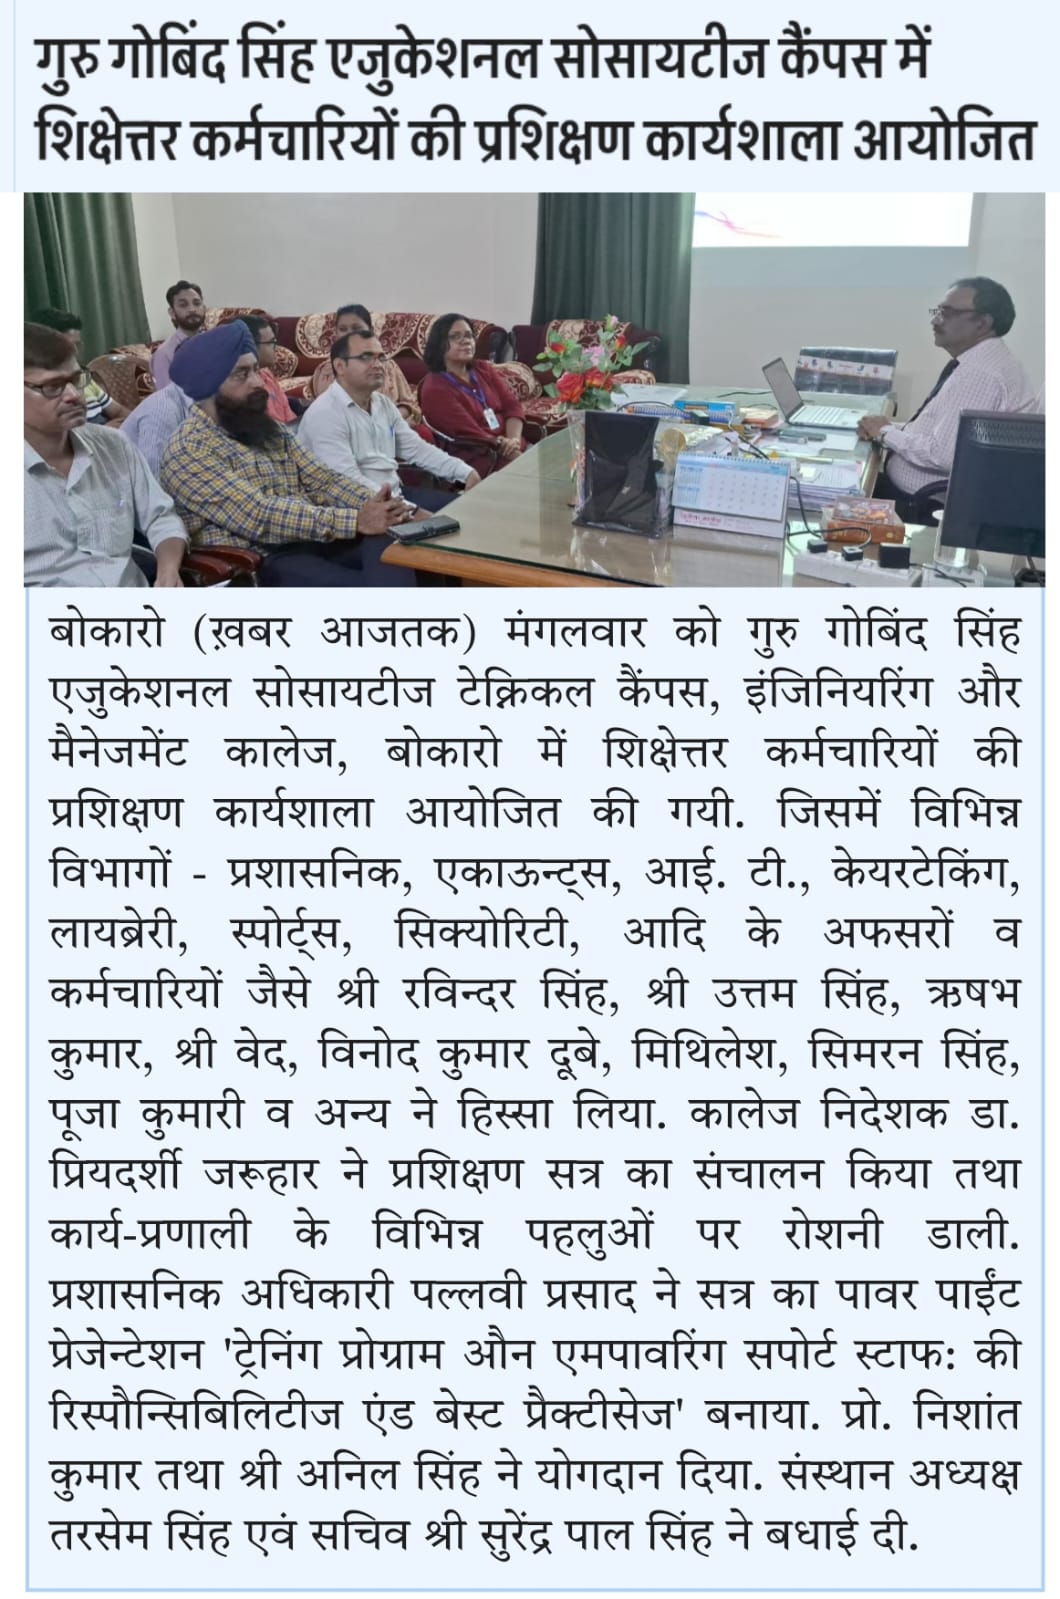 गुरु गोबिंद सिंह एजुकेशनल सोसायटीज कैंपस में
शिक्षेत्तर कर्मचारियों की प्रशिक्षण कार्यशाला आयोजित
बोकारो (ख़बर आजतक) मंगलवार को गुरु गोबिंद सिंह
एजुकेशनल सोसायटीज टेक्निकल कैंपस, इंजिनियरिंग और
मैनेजमेंट कालेज, बोकारो में शिक्षेत्तर कर्मचारियों की
प्रशिक्षण कार्यशाला आयोजित की गयी. जिसमें विभिन्न
विभागों - प्रशासनिक, एकाऊन्ट्स, आई. टी., केयरटेकिंग,
लायब्रेरी, स्पोर्ट्स, सिक्योरिटी, आदि के अफसरों व
कर्मचारियों जैसे श्री रविन्दर सिंह, श्री उत्तम सिंह, ऋषभ
कुमार, श्री वेद, विनोद कुमार दूबे, मिथिलेश, सिमरन सिंह,
पूजा कुमारी व अन्य ने हिस्सा लिया. कालेज निदेशक डा.
प्रियदर्शी जरूहार ने प्रशिक्षण सत्र का संचालन किया तथा
कार्य-प्रणाली के विभिन्न पहलुओं पर रोशनी डाली.
प्रशासनिक अधिकारी पल्लवी प्रसाद ने सत्र का पावर पाईंट
प्रेजेन्टेशन 'ट्रेनिंग प्रोग्राम औन एमपावरिंग सपोर्ट स्टाफ: की
रिस्पौन्सिबिलिटीज एंड बेस्ट प्रैक्टीसेज' बनाया. प्रो. निशांत
कुमार तथा श्री अनिल सिंह ने योगदान दिया. संस्थान अध्यक्ष
तरसेम सिंह एवं सचिव श्री सुरेंद्र पाल सिंह ने बधाई दी.